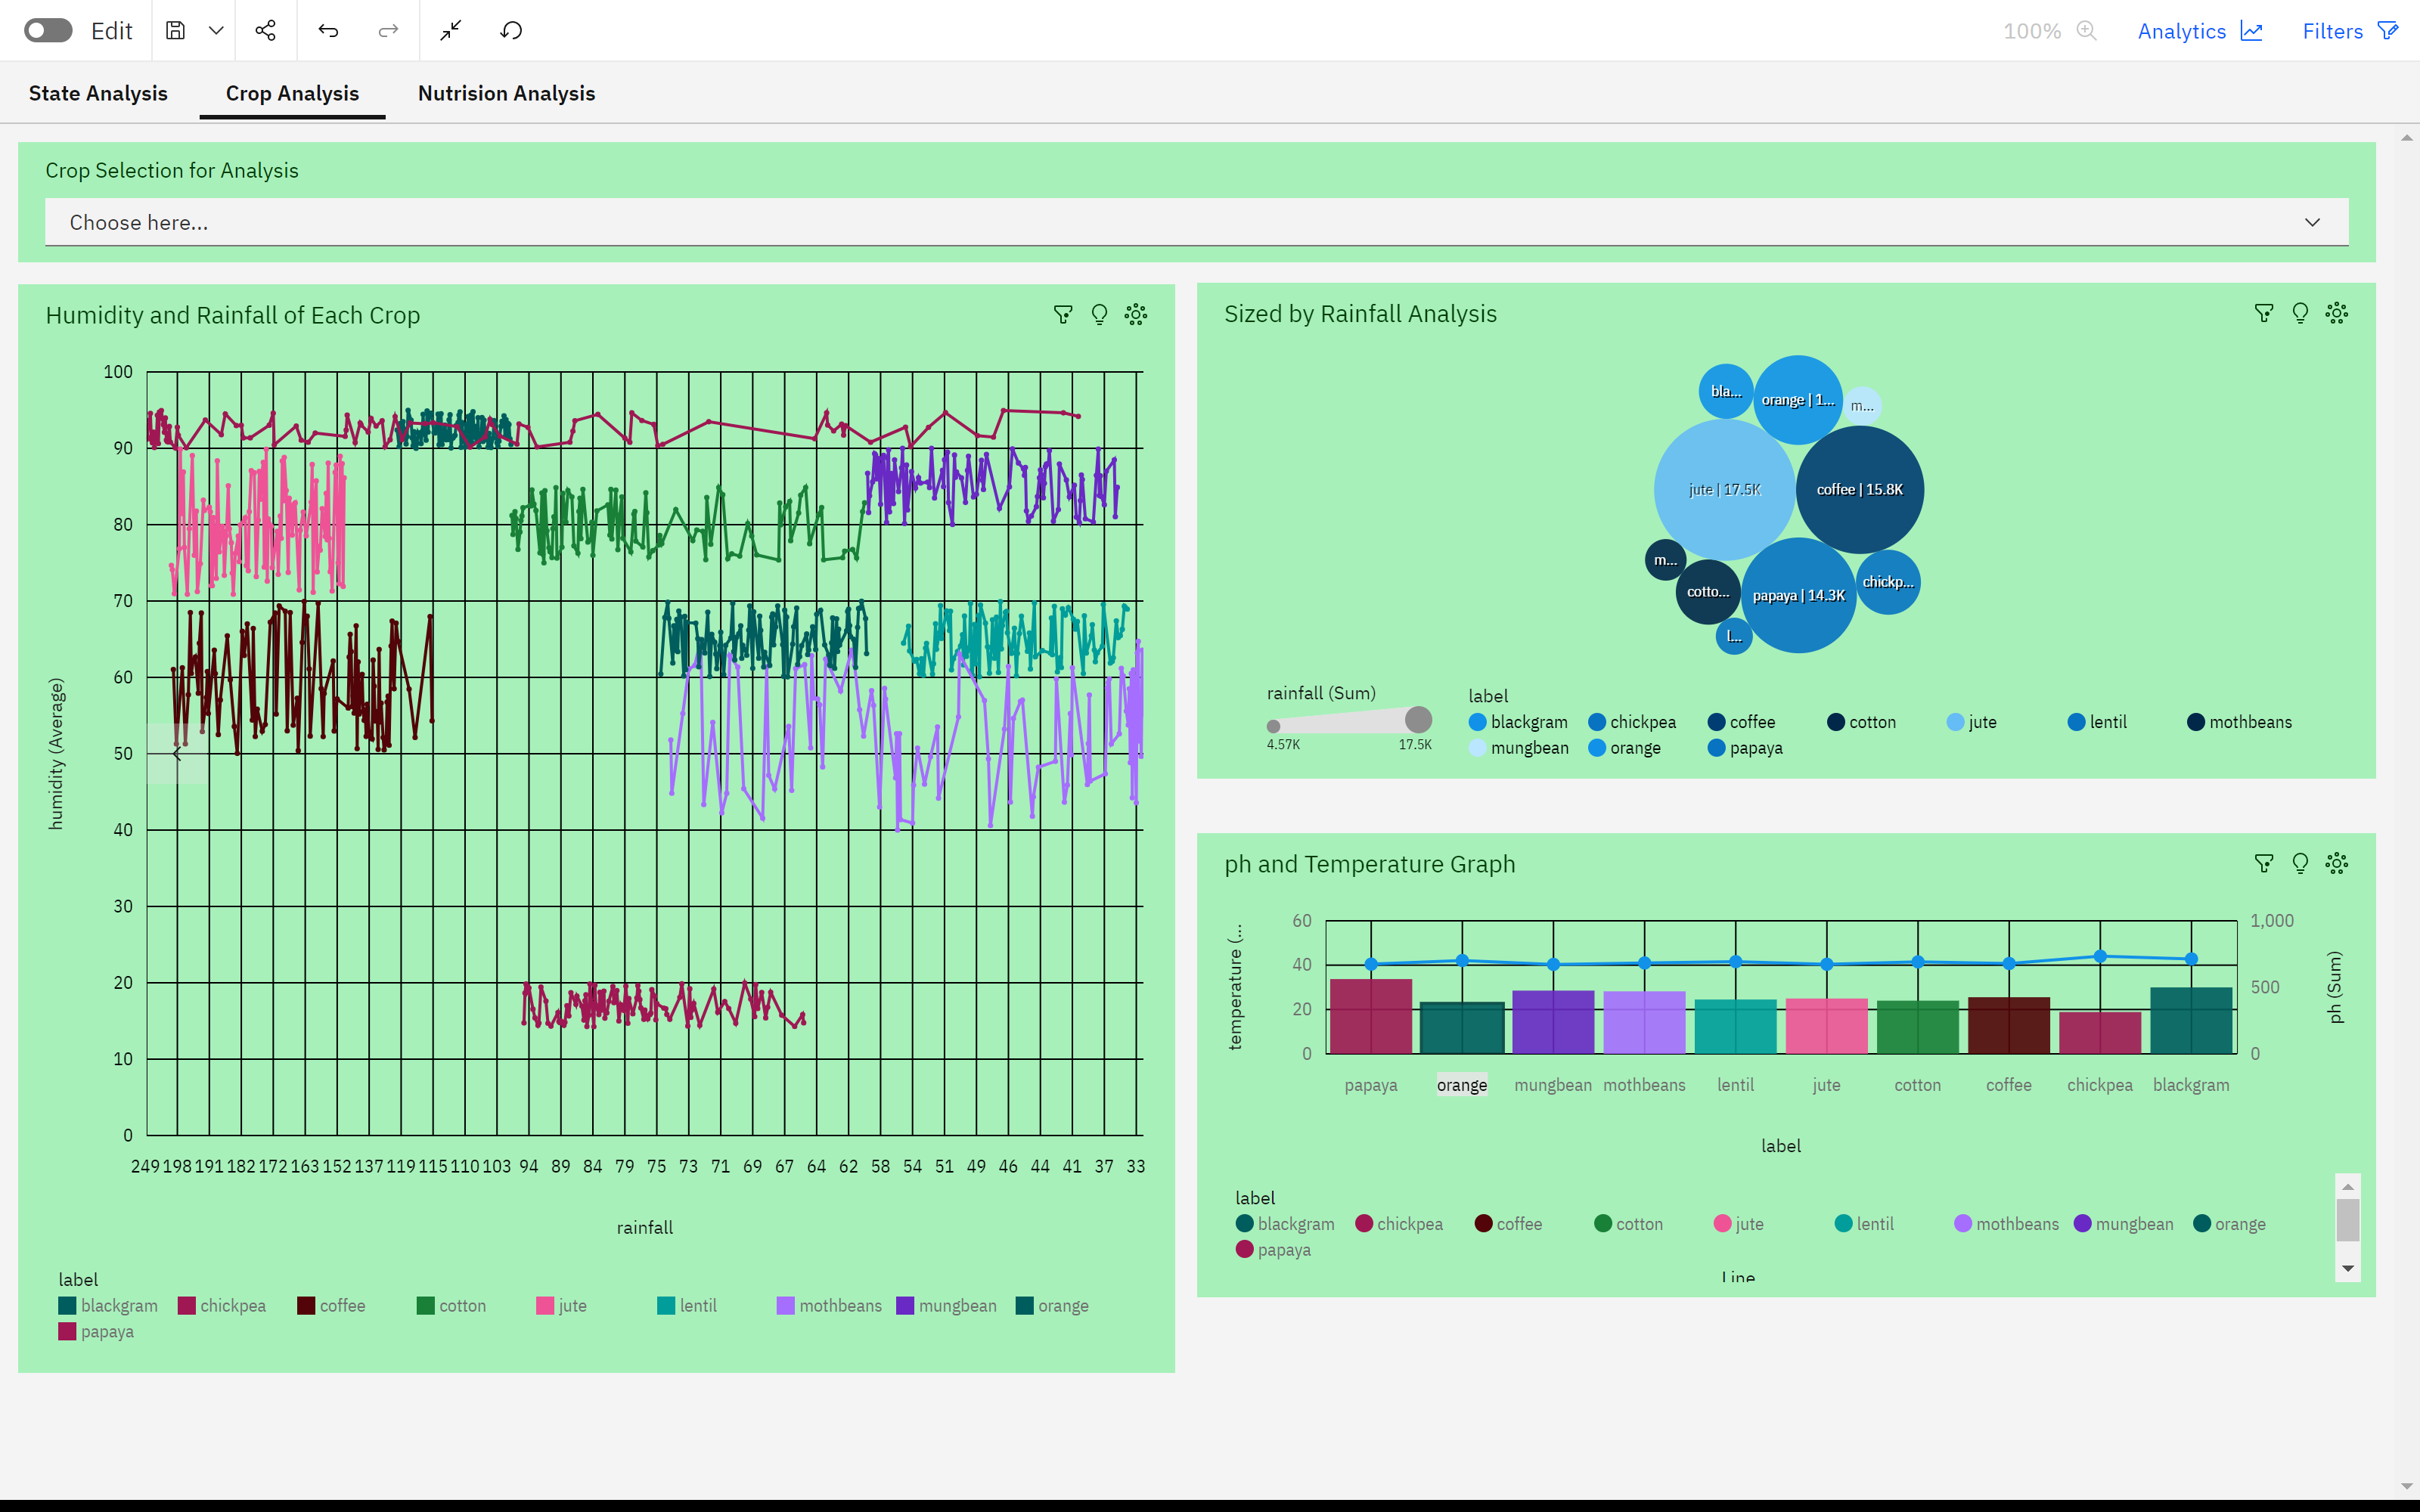 Edit
100%
Analytics
Filters
State Analysis
Crop Analysis
Nutrision Analysis
Crop Selection for Analysis
Choose here...
Humidity and Rainfall of Each Crop
humidity (Average)
100
90
80
70
60
50
40
30
20
10
0
249 198 191 182 172 163 152 137 119 115 110 103 94 89 84 79 75 73 71 69 67 64 62 58 54 51 49 46 44 41 37 33
rainfall
label
blackgram chickpea coffee cotton jute lentil mothbeans mungbean orange
papaya
Sized by Rainfall Analysis
bla...
orange | 1...
m...
jute | 17.5K
coffee | 15.8K
m...
cotto...
papaya | 14.3K
chickp...
l...
rainfall (Sum)
4.57K 17.5K
label
blackgram chickpea coffee cotton jute lentil mothbeans
mungbean orange papaya
ph and Temperature Graph
temperature (...
60
40
20
0
1,000
500
0
ph (Sum)
papaya orange mungbean mothbeans lentil jute cotton coffee chickpea blackgram
label
label
blackgram chickpea coffee cotton jute lentil mothbeans mungbean orange
papaya
Line